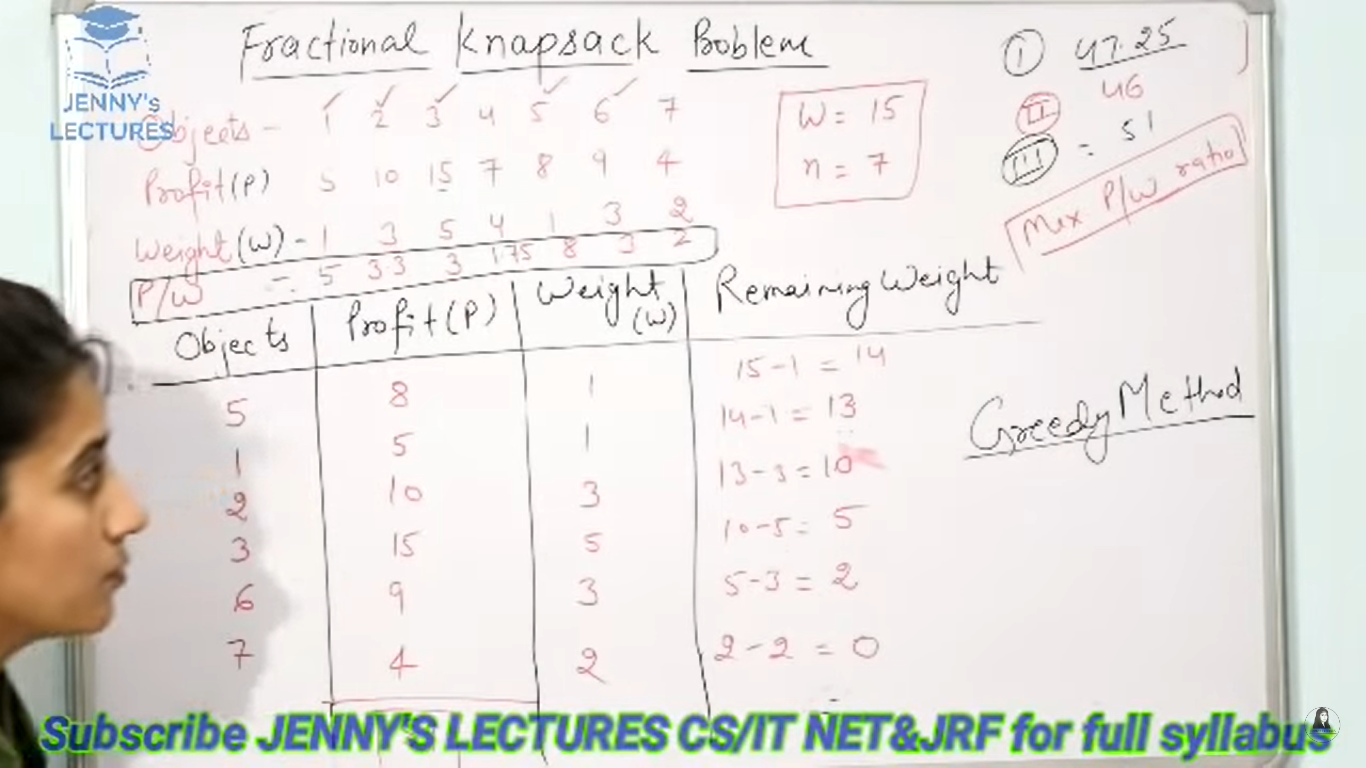 Fractional Knapsack Boblem
JENNY's
LECTURES
Objects - 1 2 3 4 5 6 7
Profit(P) 5 10 15 7 8 9 4
Weight(W) - 1 3 5 4 1 3 2
P/W = 5 3.3 3 1.75 8 3 2
W = 15
n = 7
I 47.25
II 46
III = 51
Max P/W ratio
Objects Profit(P) Weight (W) Remaining Weight
5 8 1 15-1 = 14
1 5 1 14-1 = 13
2 10 3 13-3 = 10
3 15 5 10-5 = 5
6 9 3 5-3 = 2
7 4 2 2-2 = 0
Greedy Method
Subscribe JENNY'S LECTURES CS/IT NET&JRF for full syllabus